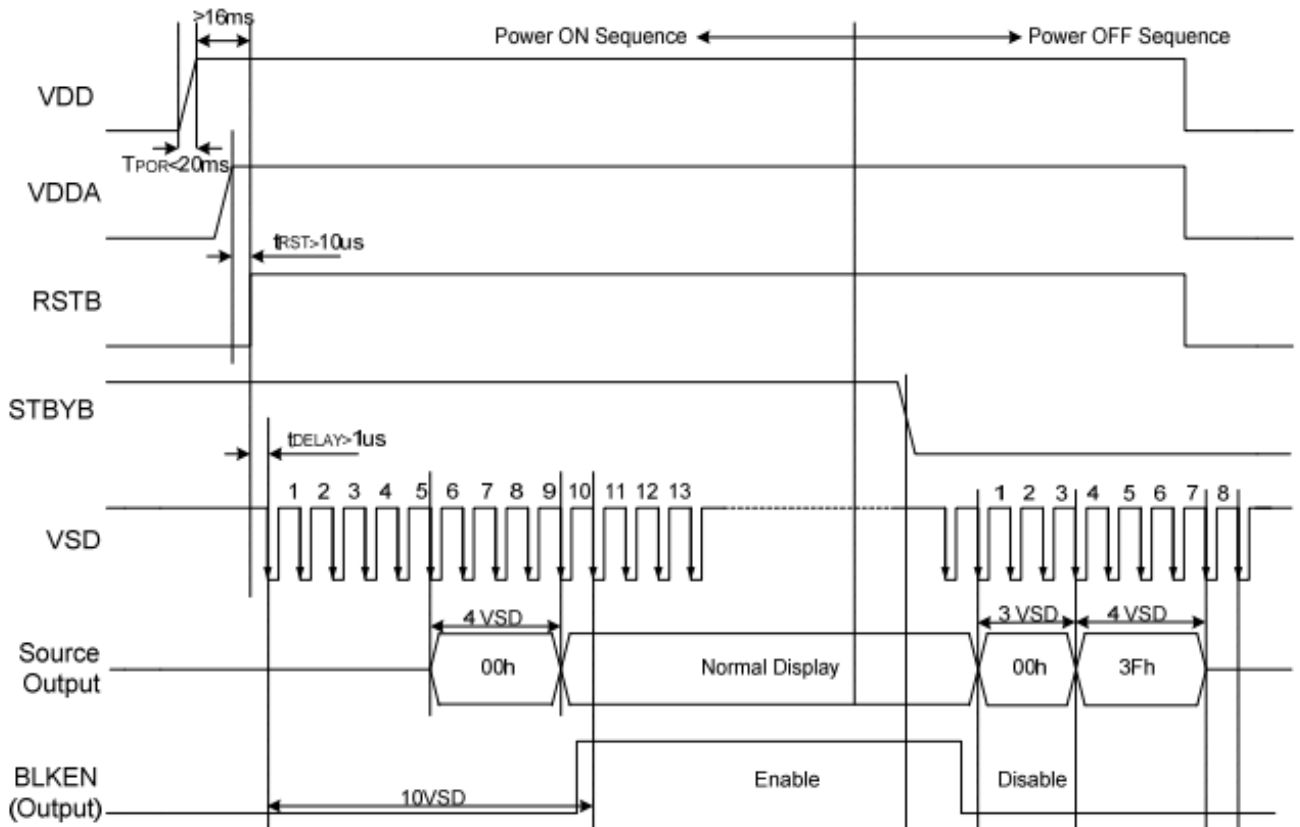 >16ms
Power ON Sequence
Power OFF Sequence
VDD
TPOR<20ms
VDDA
tRST>10us
RSTB
STBYB
tDELAY>1us
1 2 3 4 5 6 7 8 9 10 11 12 13
1 2 3 4 5 6 7 8
VSD
4 VSD
3 VSD
4 VSD
Source
Output
00h
Normal Display
00h
3Fh
BLKEN
(Output)
10VSD
Enable
Disable